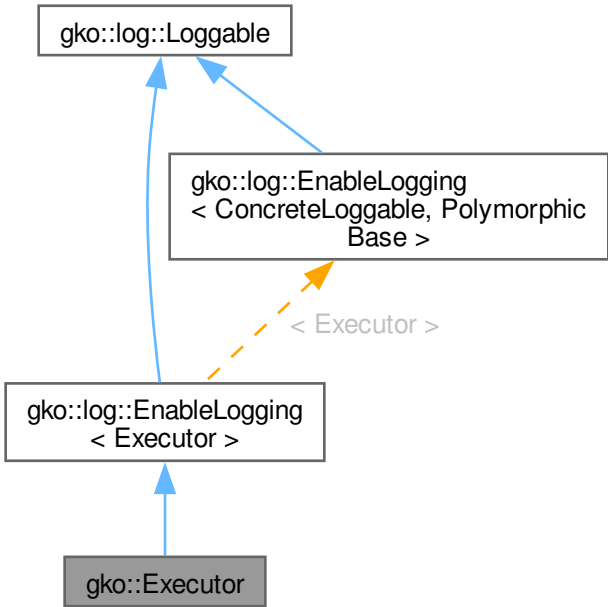 gko::log::Loggable
gko::log::EnableLogging
< ConcreteLoggable, Polymorphic
Base >
< Executor >
gko::log::EnableLogging
< Executor >
gko::Executor